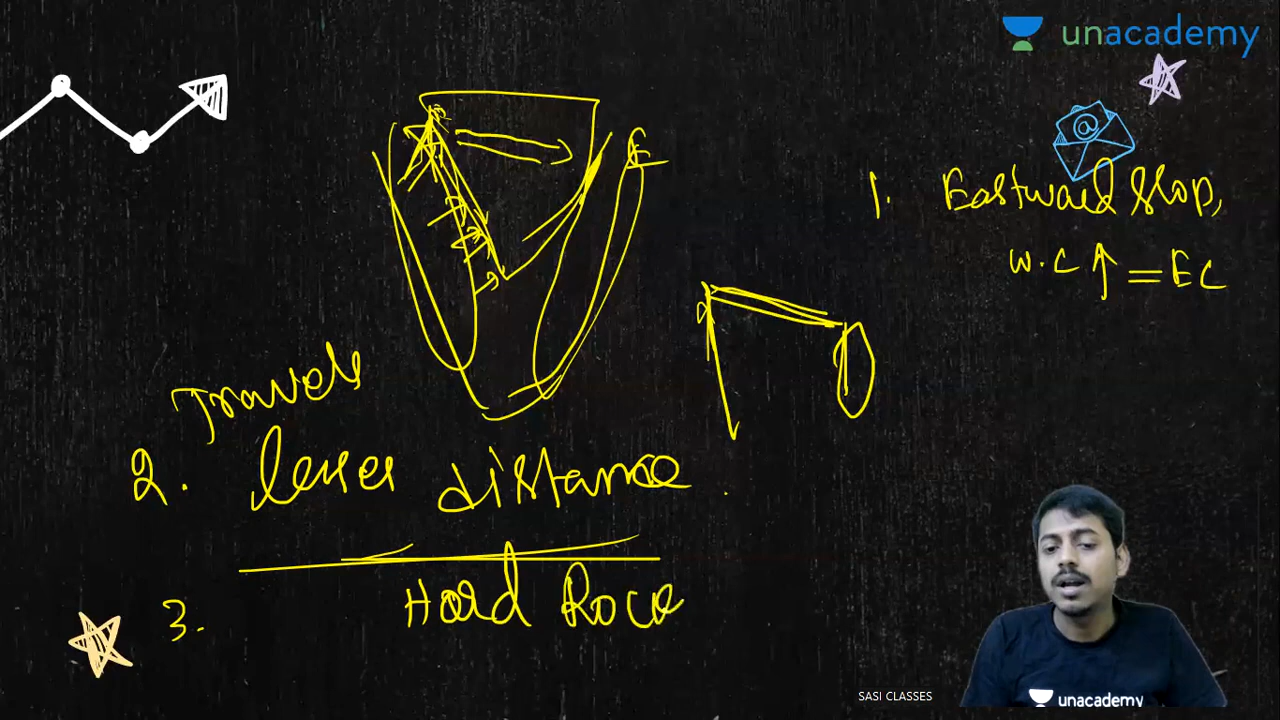 unacademy
@
E
1. Eastward Slop,
W.C ↑ = EC
Travels
2. lesser distance
3. Hard Rock
SASI CLASSES
unacademy